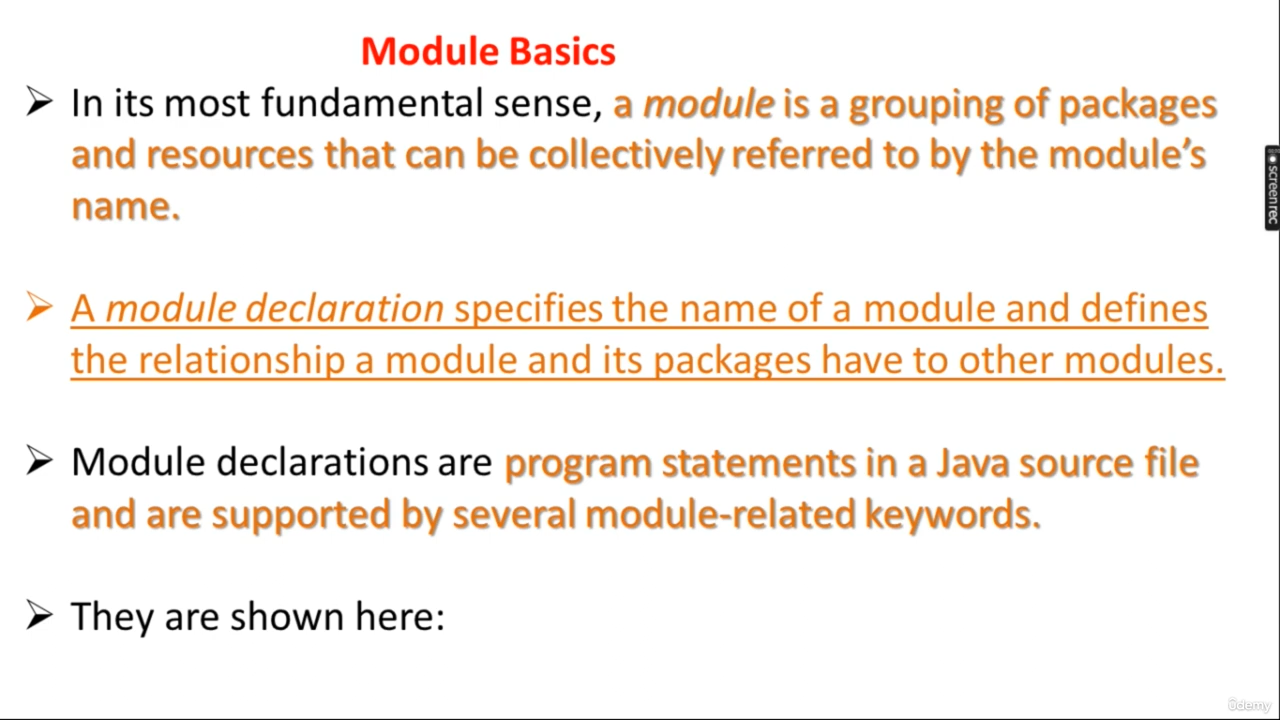 Module Basics
➢ In its most fundamental sense, a module is a grouping of packages
and resources that can be collectively referred to by the module’s
name.
➢ A module declaration specifies the name of a module and defines
the relationship a module and its packages have to other modules.
➢ Module declarations are program statements in a Java source file
and are supported by several module-related keywords.
➢ They are shown here:
screenrec
ûdemy